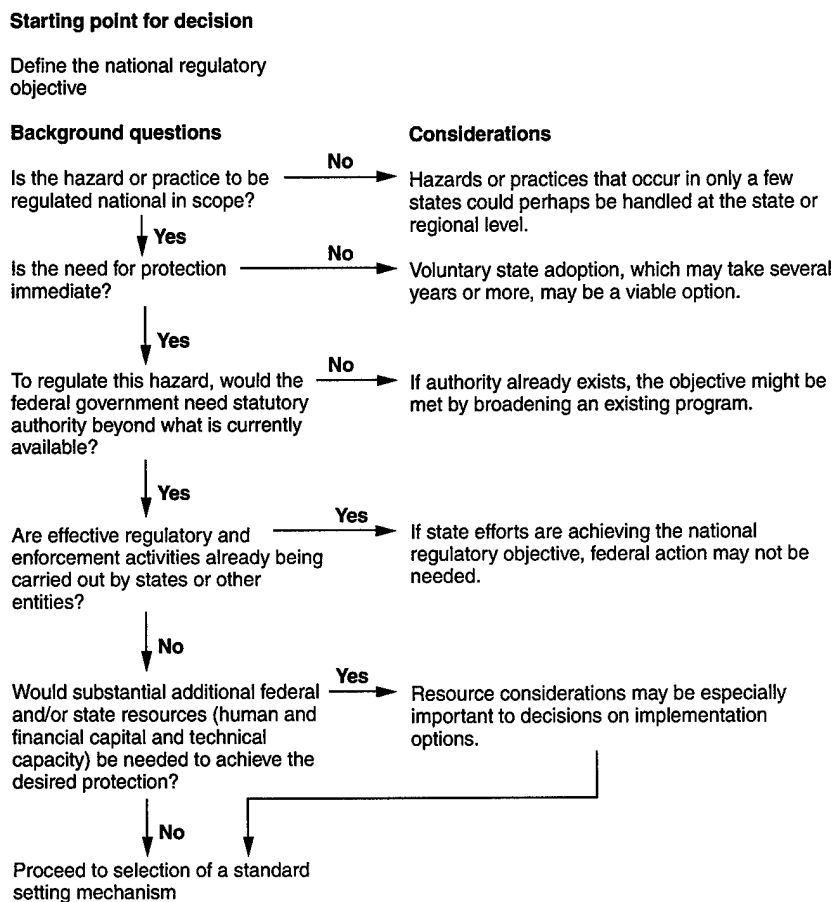 Starting point for decision
Define the national regulatory
objective
Background questions
Considerations
Is the hazard or practice to be
regulated national in scope?
No
Hazards or practices that occur in only a few
states could perhaps be handled at the state or
regional level.
Yes
Is the need for protection
immediate?
No
Voluntary state adoption, which may take several
years or more, may be a viable option.
Yes
To regulate this hazard, would the
federal government need statutory
authority beyond what is currently
available?
No
If authority already exists, the objective might be
met by broadening an existing program.
Yes
Are effective regulatory and
enforcement activities already being
carried out by states or other
entities?
Yes
If state efforts are achieving the national
regulatory objective, federal action may not be
needed.
No
Would substantial additional federal
and/or state resources (human and
financial capital and technical
capacity) be needed to achieve the
desired protection?
Yes
Resource considerations may be especially
important to decisions on implementation
options.
No
Proceed to selection of a standard
setting mechanism